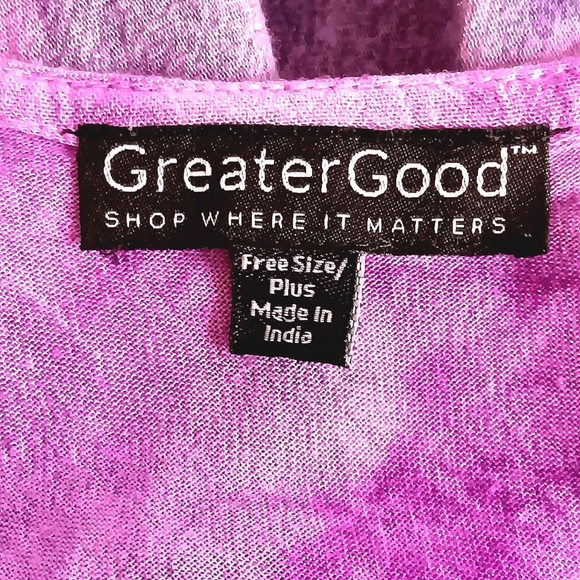 GreaterGood™
SHOP WHERE IT MATTERS
Free Size/
Plus
Made In
India